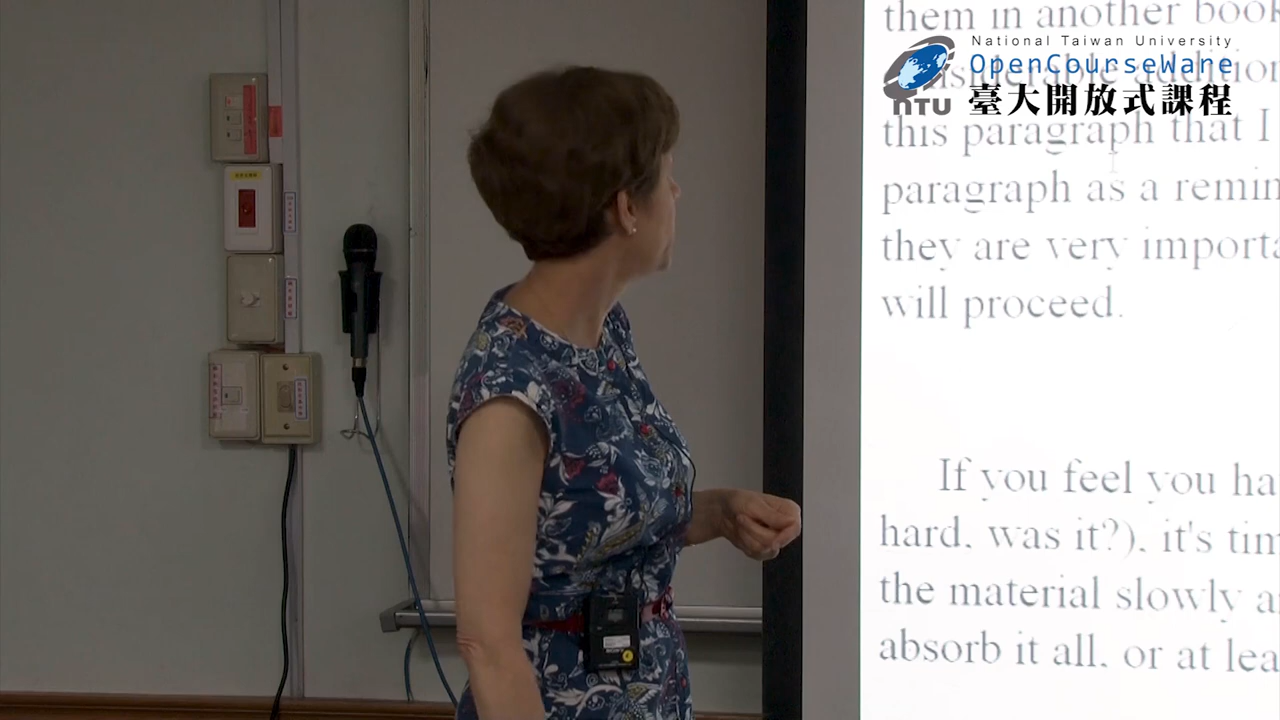 them in another book
National Taiwan University
OpenCourseWare
NTU
臺大開放式課程
this paragraph that I
paragraph as a remin
they are very importa
will proceed.
If you feel you ha
hard, was it?), it's tim
the material slowly a
absorb it all, or at lea